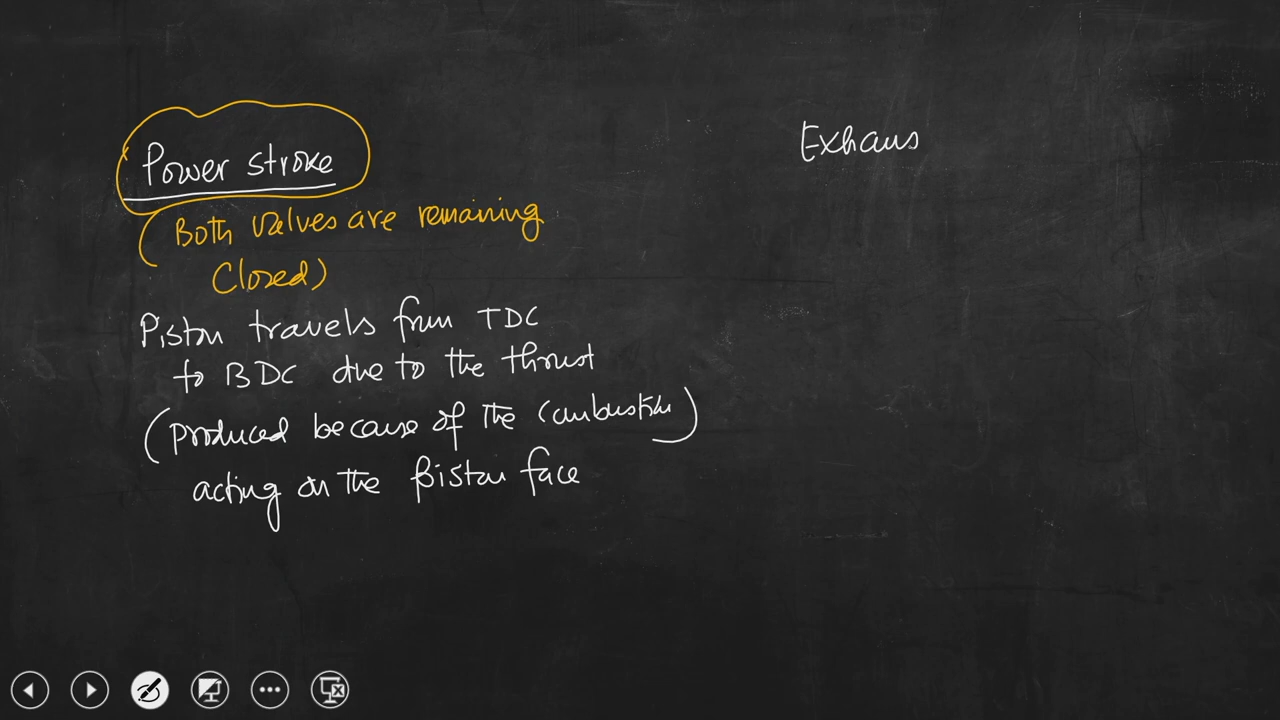 Power stroke
(Both valves are remaining
closed)
Piston travels from TDC
to BDC due to the thrust
(produced because of the combustion)
acting on the piston face
Exhaus